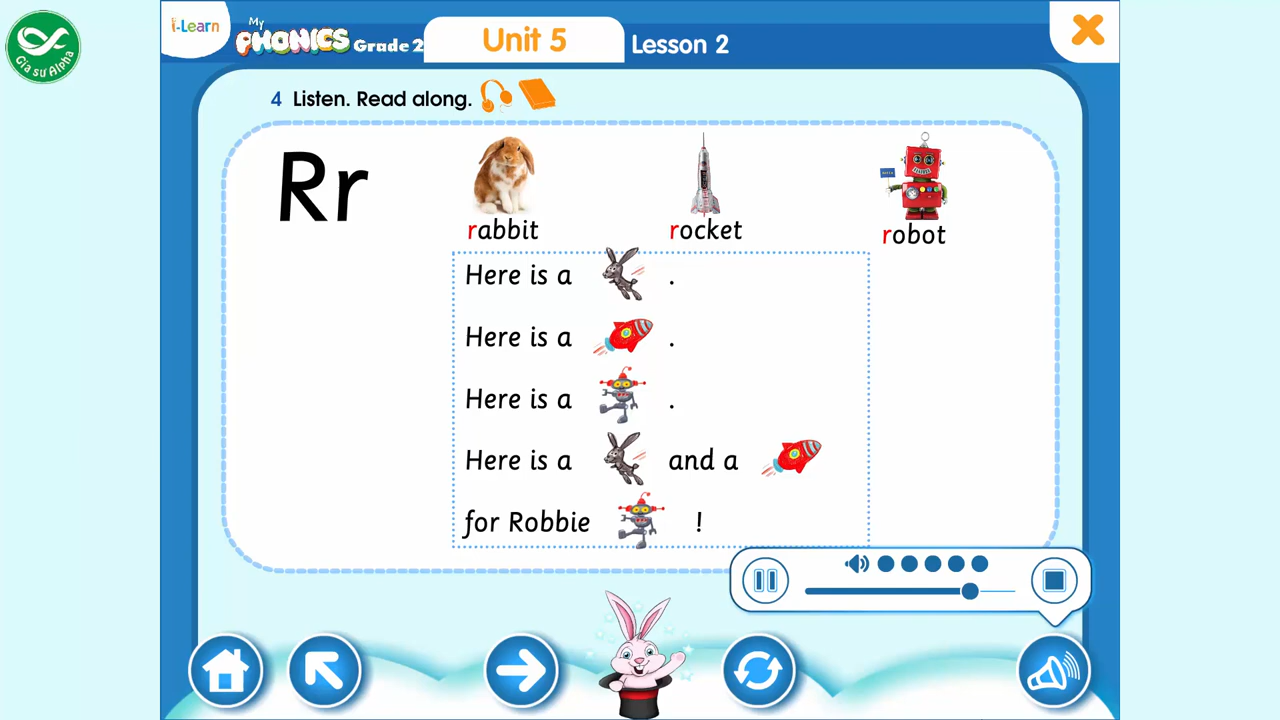 Gia sư Alpha
i-Learn
My
PHONICS Grade 2
Unit 5
Lesson 2
4 Listen. Read along.
Rr
rabbit
rocket
robot
Here is a .
Here is a .
Here is a .
Here is a and a
for Robbie !